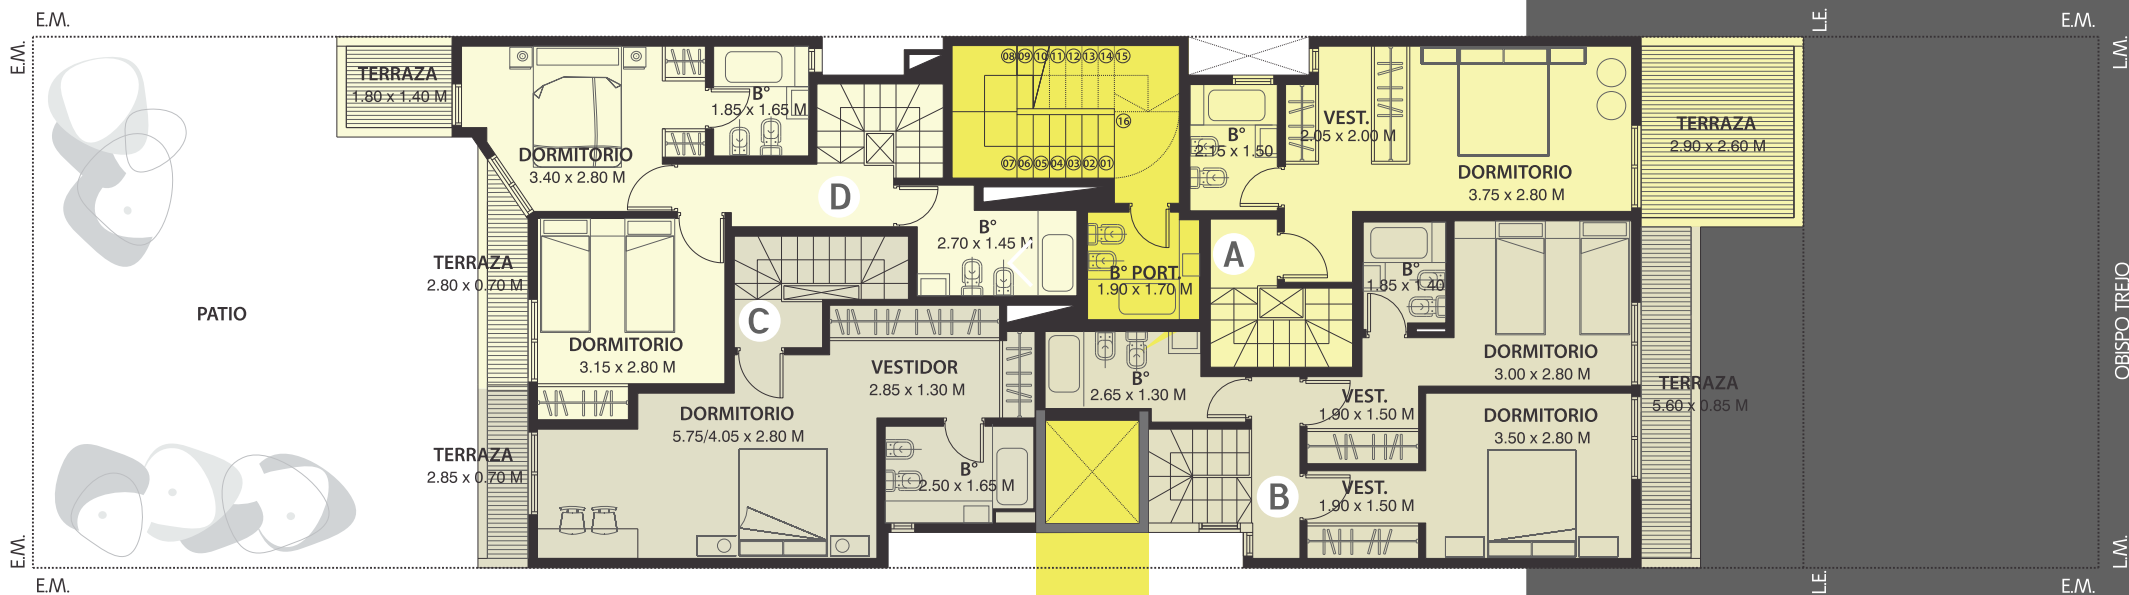 E.M.
L.E.
E.M.
E.M.
L.M.
TERRAZA
1.80 x 1.40 M
B°
1.85 x 1.65 M
DORMITORIO
3.40 x 2.80 M
D
08 09 10 11 12 13 14 15
16
07 06 05 04 03 02 01
B°
2.15 x 1.50
VEST.
2.05 x 2.00 M
DORMITORIO
3.75 x 2.80 M
TERRAZA
2.90 x 2.60 M
TERRAZA
2.80 x 0.70 M
B°
2.70 x 1.45 M
B° PORT.
1.90 x 1.70 M
A
B°
1.85 x 1.40
PATIO
C
DORMITORIO
3.15 x 2.80 M
VESTIDOR
2.85 x 1.30 M
B°
2.65 x 1.30 M
DORMITORIO
3.00 x 2.80 M
TERRAZA
5.60 x 0.85 M
OBISPO TREJO
DORMITORIO
5.75/4.05 x 2.80 M
VEST.
1.90 x 1.50 M
DORMITORIO
3.50 x 2.80 M
TERRAZA
2.85 x 0.70 M
B°
2.50 x 1.65 M
B
VEST.
1.90 x 1.50 M
E.M.
L.M.
E.M.
L.E.
E.M.